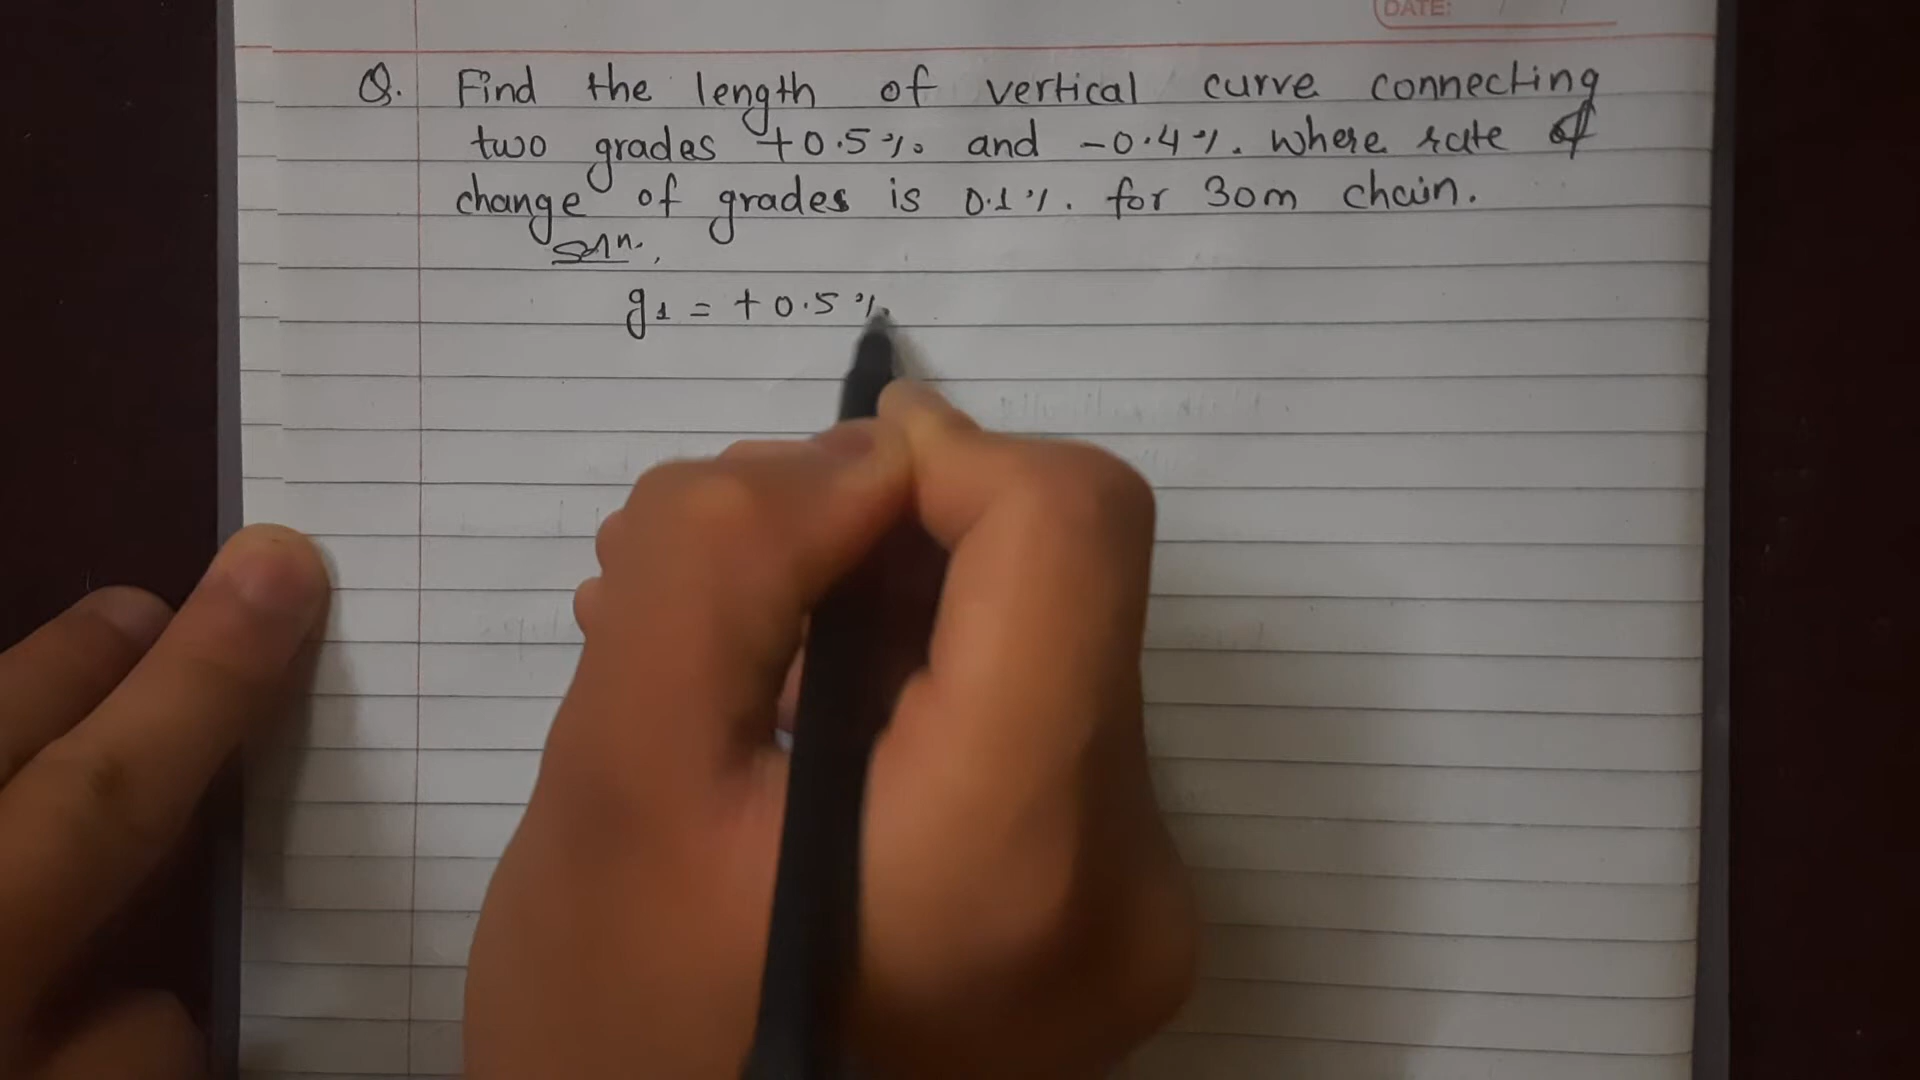 DATE:
Q. Find the length of vertical curve connecting
two grades +0.5%. and -0.4%. where rate of
change of grades is 0.1%. for 30m chain.
Solⁿ.,
g1 = +0.5%.